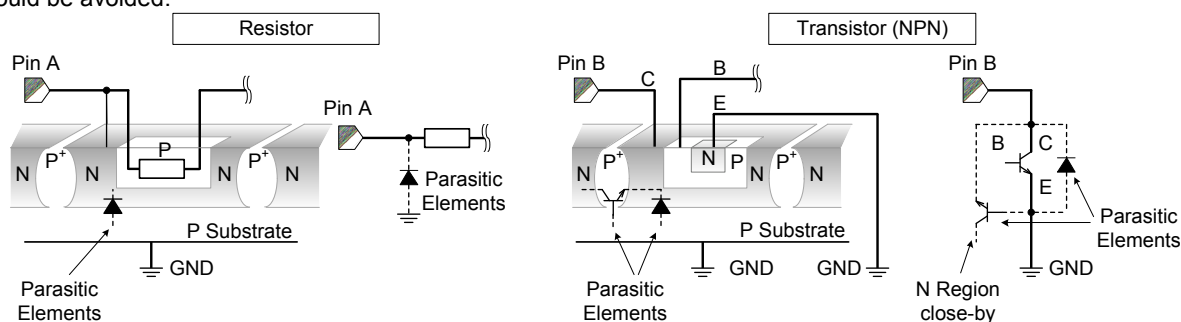 ould be avoided.
Resistor
Transistor (NPN)
Pin A
Pin A
N
P+
N
P
N
P+
N
Parasitic
Elements
P Substrate
GND
Parasitic
Elements
Pin B
C
B
E
N
P+
N
N
P
N
P+
N
P Substrate
GND
GND
Parasitic
Elements
Pin B
B
C
E
Parasitic
Elements
GND
N Region
close-by